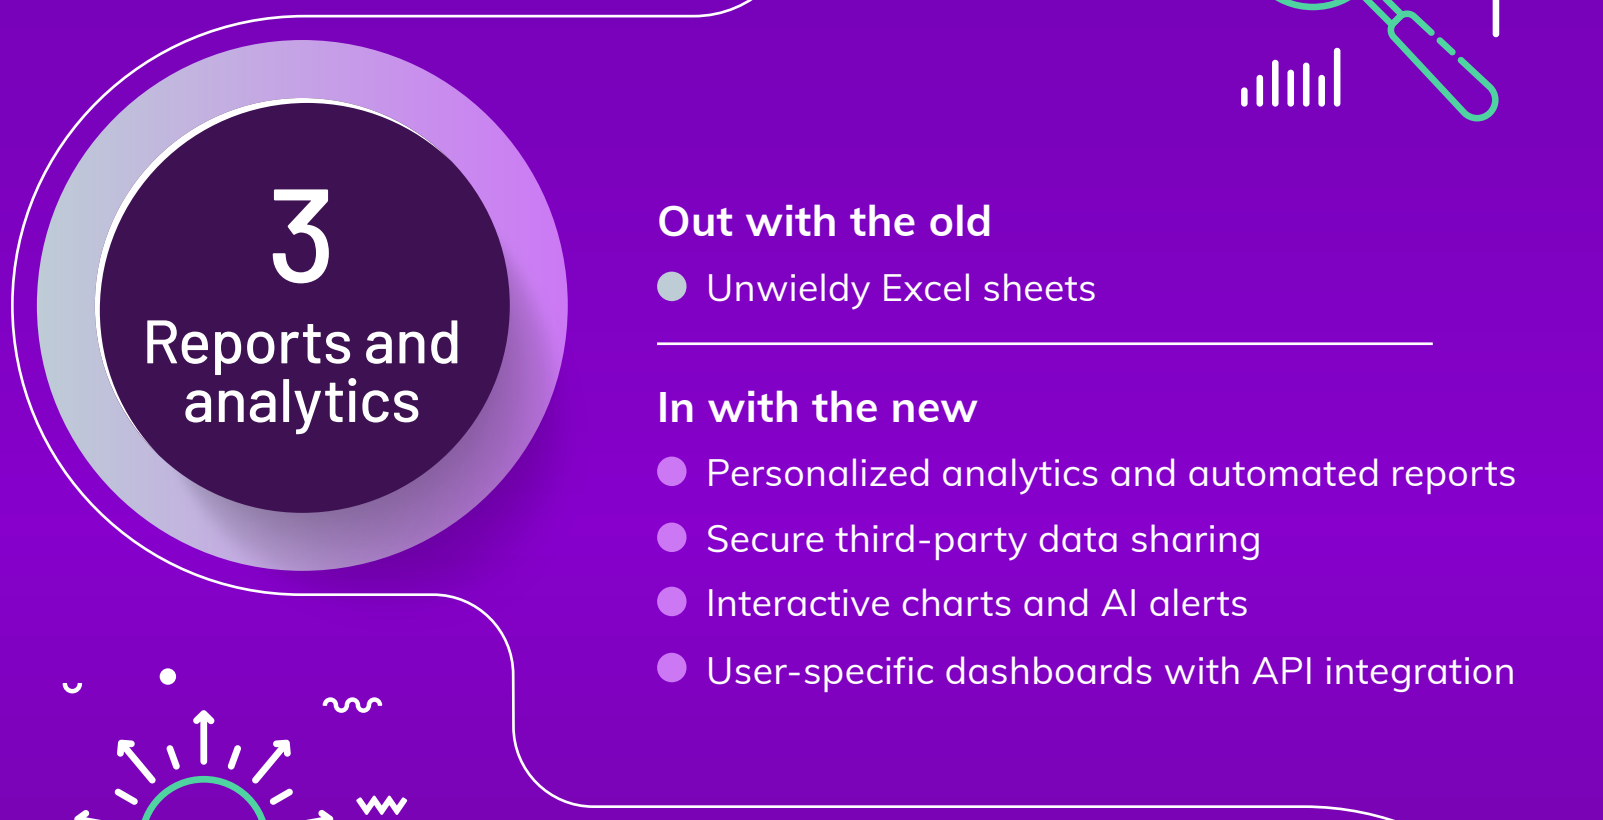 3
Reports and
analytics
Out with the old
Unwieldy Excel sheets
In with the new
Personalized analytics and automated reports
Secure third-party data sharing
Interactive charts and AI alerts
User-specific dashboards with API integration